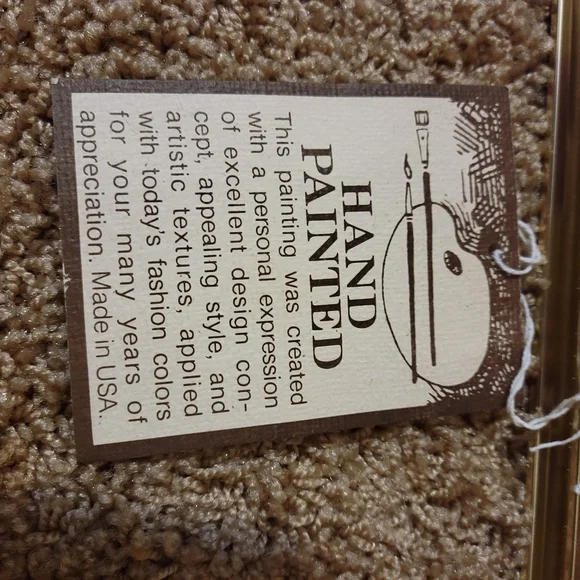 HAND
PAINTED
This painting was created
with a personal expression
of excellent design con-
cept, appealing style, and
artistic textures, applied
with today's fashion colors
for your many years of
appreciation. Made in USA.